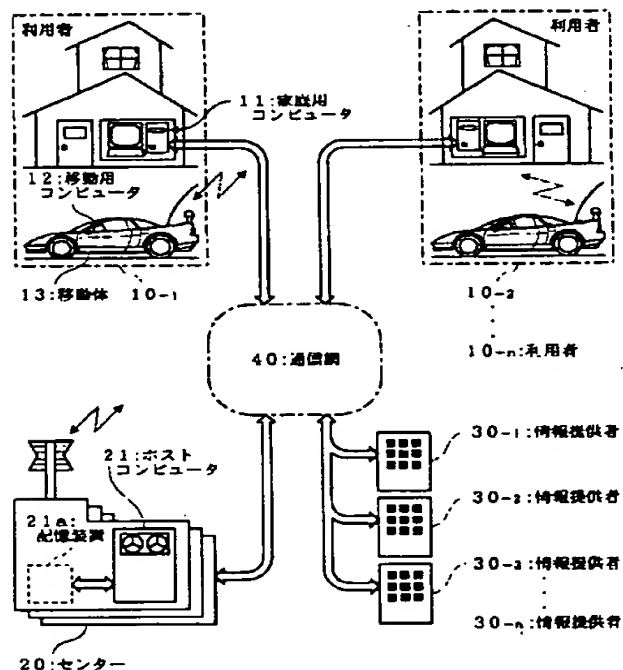 利用者
利用者
11:家庭用
コンピュータ
12:移動用
コンピュータ
13:移動体
10-1
10-2
10-n:利用者
40:通信網
21:ホスト
コンピュータ
21a:
記憶装置
30-1:情報提供者
30-2:情報提供者
30-3:情報提供者
30-n:情報提供者
20:センター